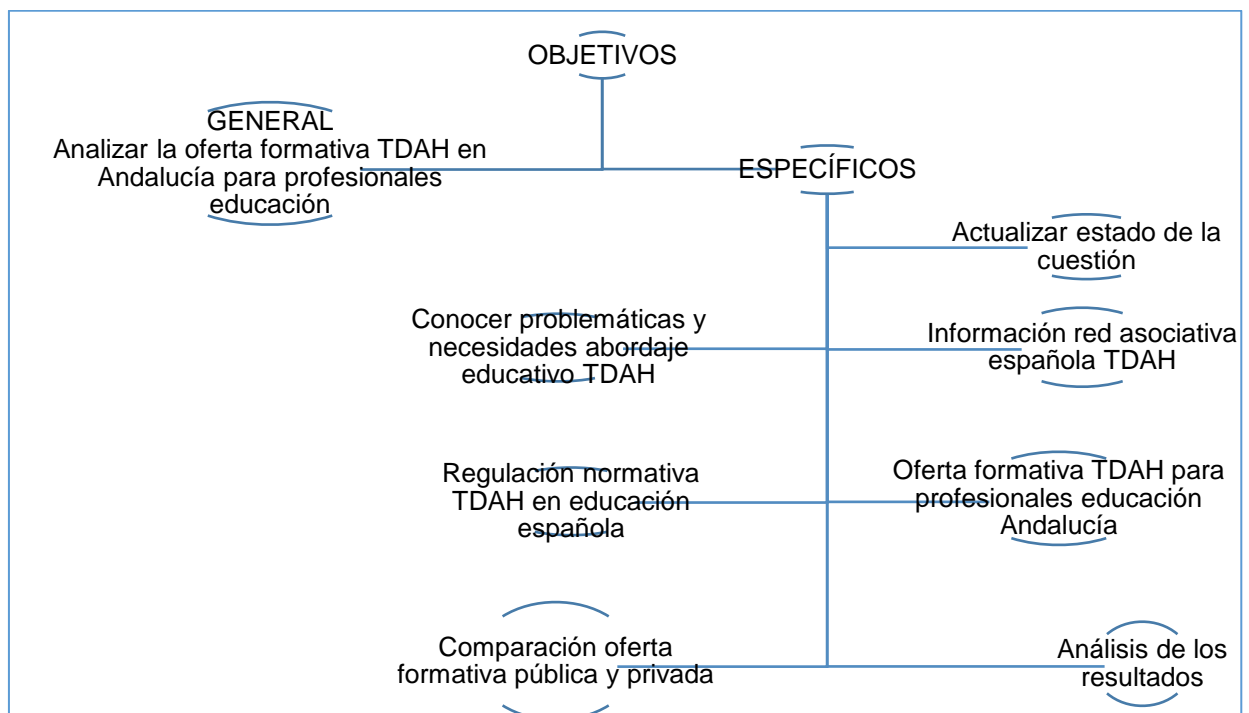 OBJETIVOS
GENERAL
Analizar la oferta formativa TDAH en
Andalucía para profesionales
educación
ESPECÍFICOS
Actualizar estado de la
cuestión
Conocer problemáticas y
necesidades abordaje
educativo TDAH
Información red asociativa
española TDAH
Regulación normativa
TDAH en educación
española
Oferta formativa TDAH para
profesionales educación
Andalucía
Comparación oferta
formativa pública y privada
Análisis de los
resultados